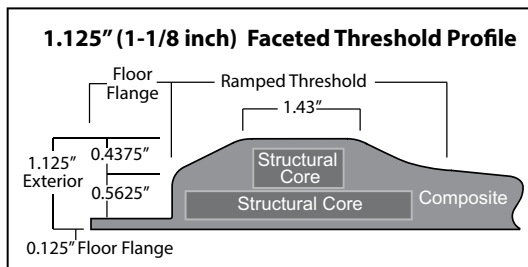 1.125” (1-1/8 inch) Faceted Threshold Profile
Floor
Flange
Ramped Threshold
1.43”
1.125”
Exterior
0.4375”
0.5625”
Structural
Core
Structural Core
Composite
0.125” Floor Flange